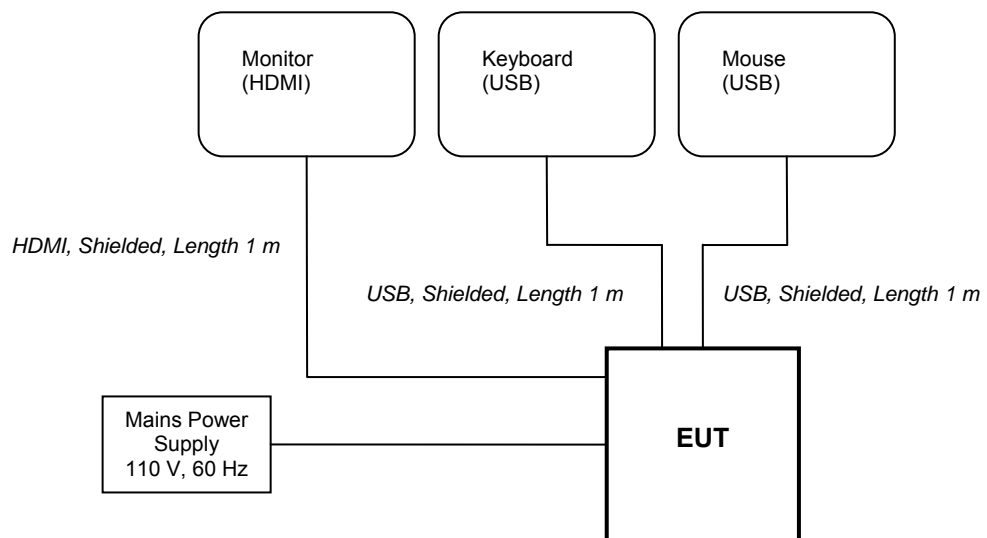 Monitor
(HDMI)
Keyboard
(USB)
Mouse
(USB)
HDMI, Shielded, Length 1 m
USB, Shielded, Length 1 m
USB, Shielded, Length 1 m
Mains Power
Supply
110 V, 60 Hz
EUT